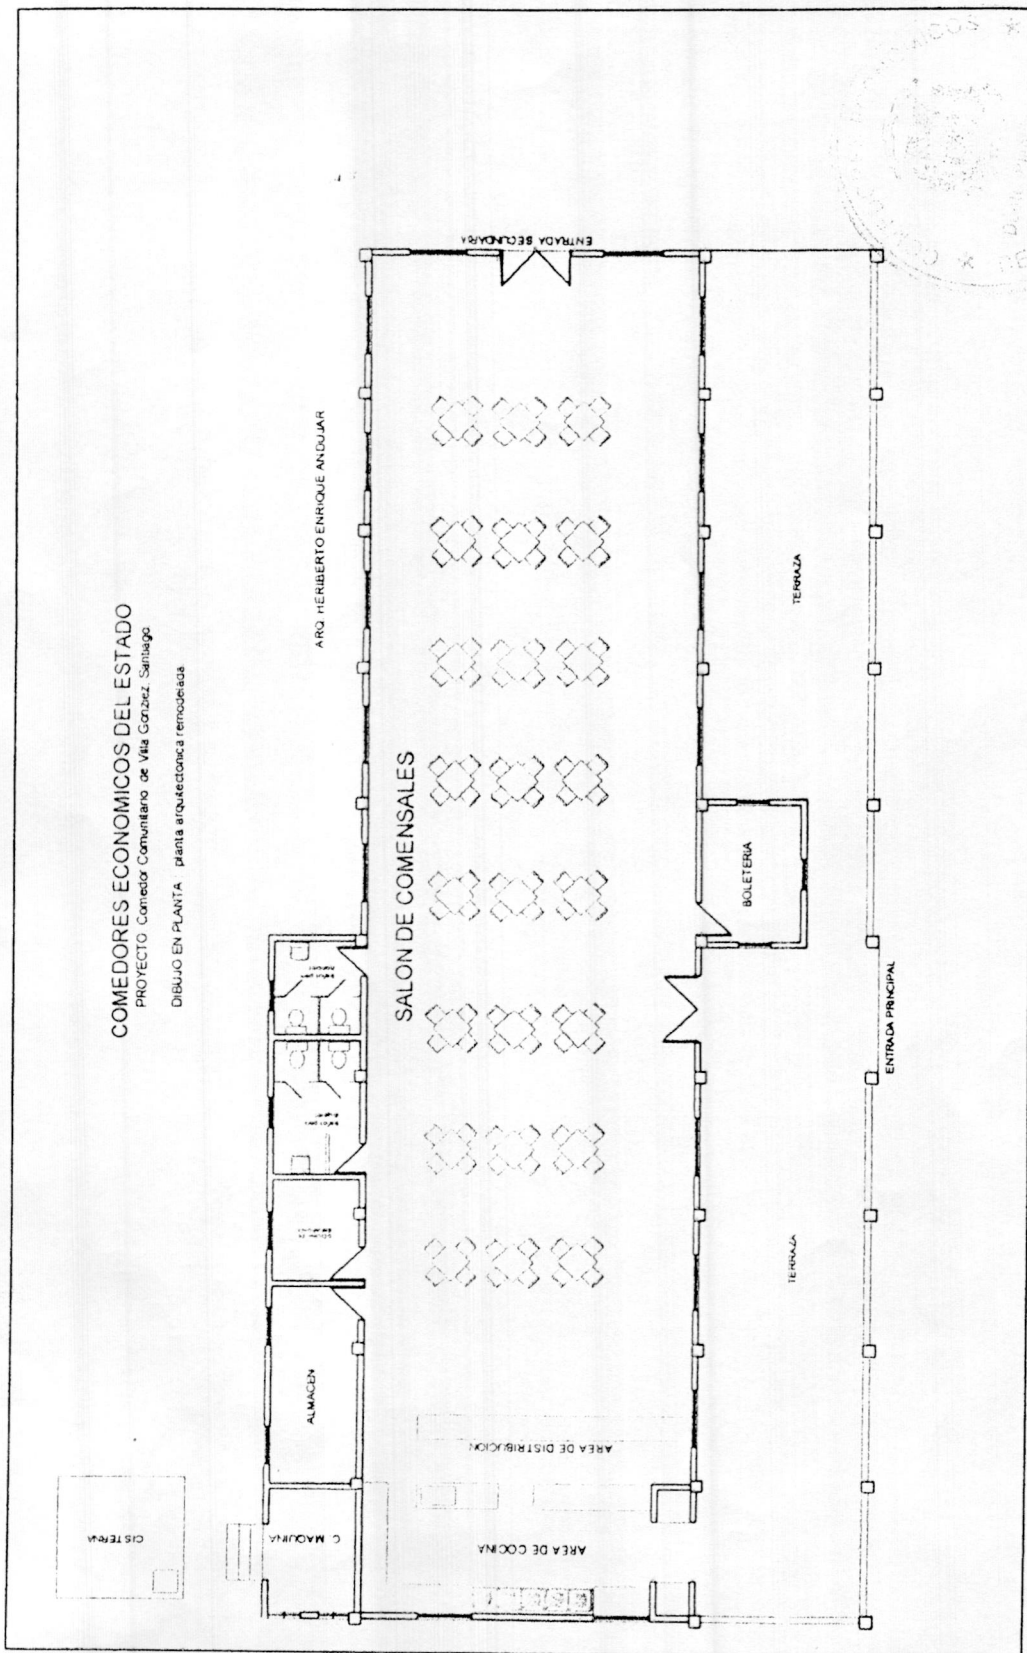 COMEDORES ECONOMICOS DEL ESTADO
PROYECTO Comedor Comunitario de Villa Gonzlez. Santiago.
DIBUJO EN PLANTA : planta arquitectonica remodelada
ARQ. HERIBERTO ENRIQUE ANDUJAR
ENTRADA SECUNDARIA
SALON DE COMENSALES
TERRAZA
BOLETERIA
ENTRADA PRINCIPAL
TERRAZA
ALMACEN
AREA DE DISTRIBUCION
AREA DE COCINA
C. MAQUINA
CISTERNA